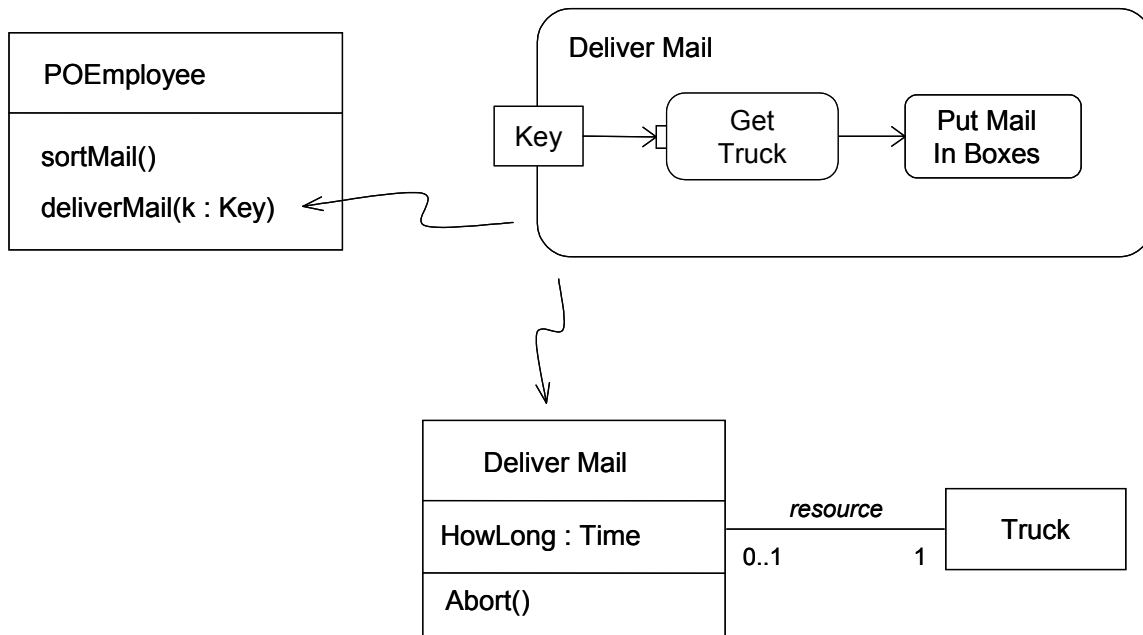 POEmployee
sortMail()
deliverMail(k : Key)
Deliver Mail
Key
Get
Truck
Put Mail
In Boxes
Deliver Mail
HowLong : Time
Abort()
resource
0..1
1
Truck